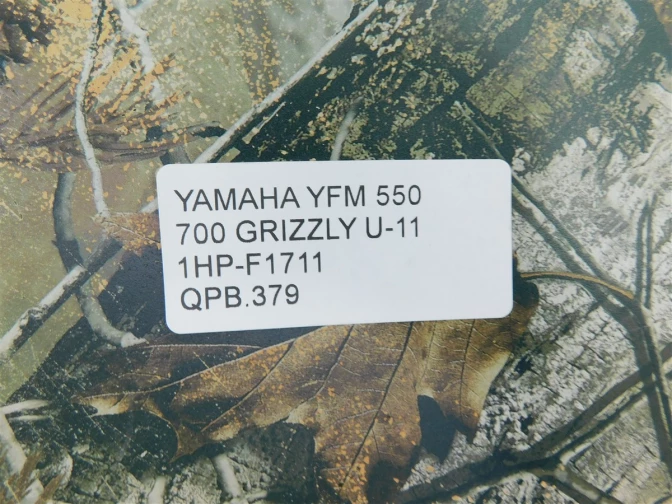 YAMAHA YFM 550
700 GRIZZLY U-11
1HP-F1711
QPB.379